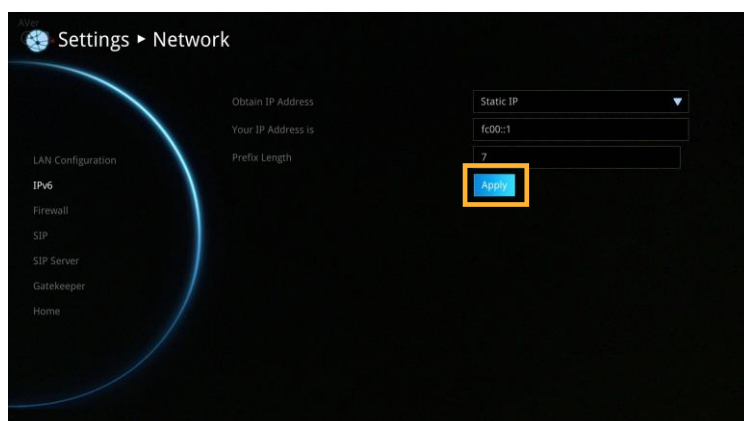 AVer
Settings ▸ Network
Obtain IP Address
Static IP
Your IP Address is
fc00::1
Prefix Length
7
Apply
LAN Configuration
IPv6
Firewall
SIP
SIP Server
Gatekeeper
Home